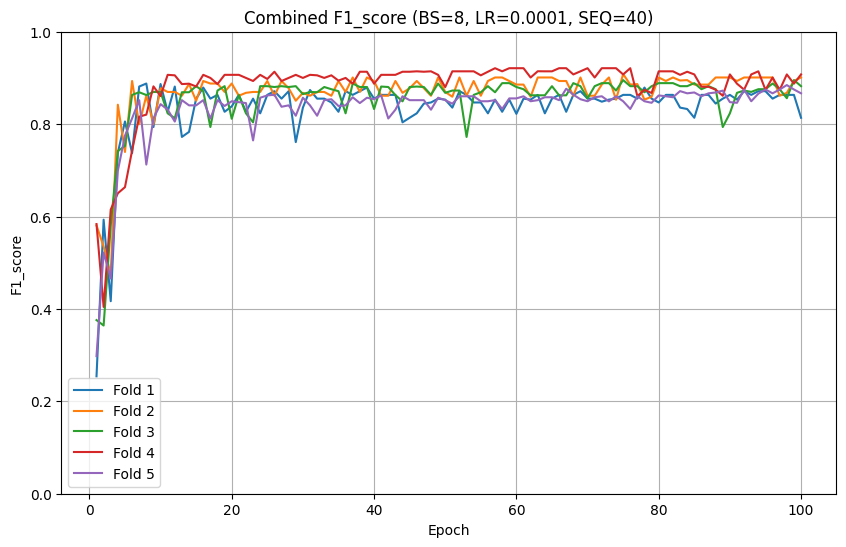 Combined F1_score (BS=8, LR=0.0001, SEQ=40)
1.0
0.8
0.6
0.4
0.2
0.0
F1_score
Fold 1
Fold 2
Fold 3
Fold 4
Fold 5
0 20 40 60 80 100
Epoch